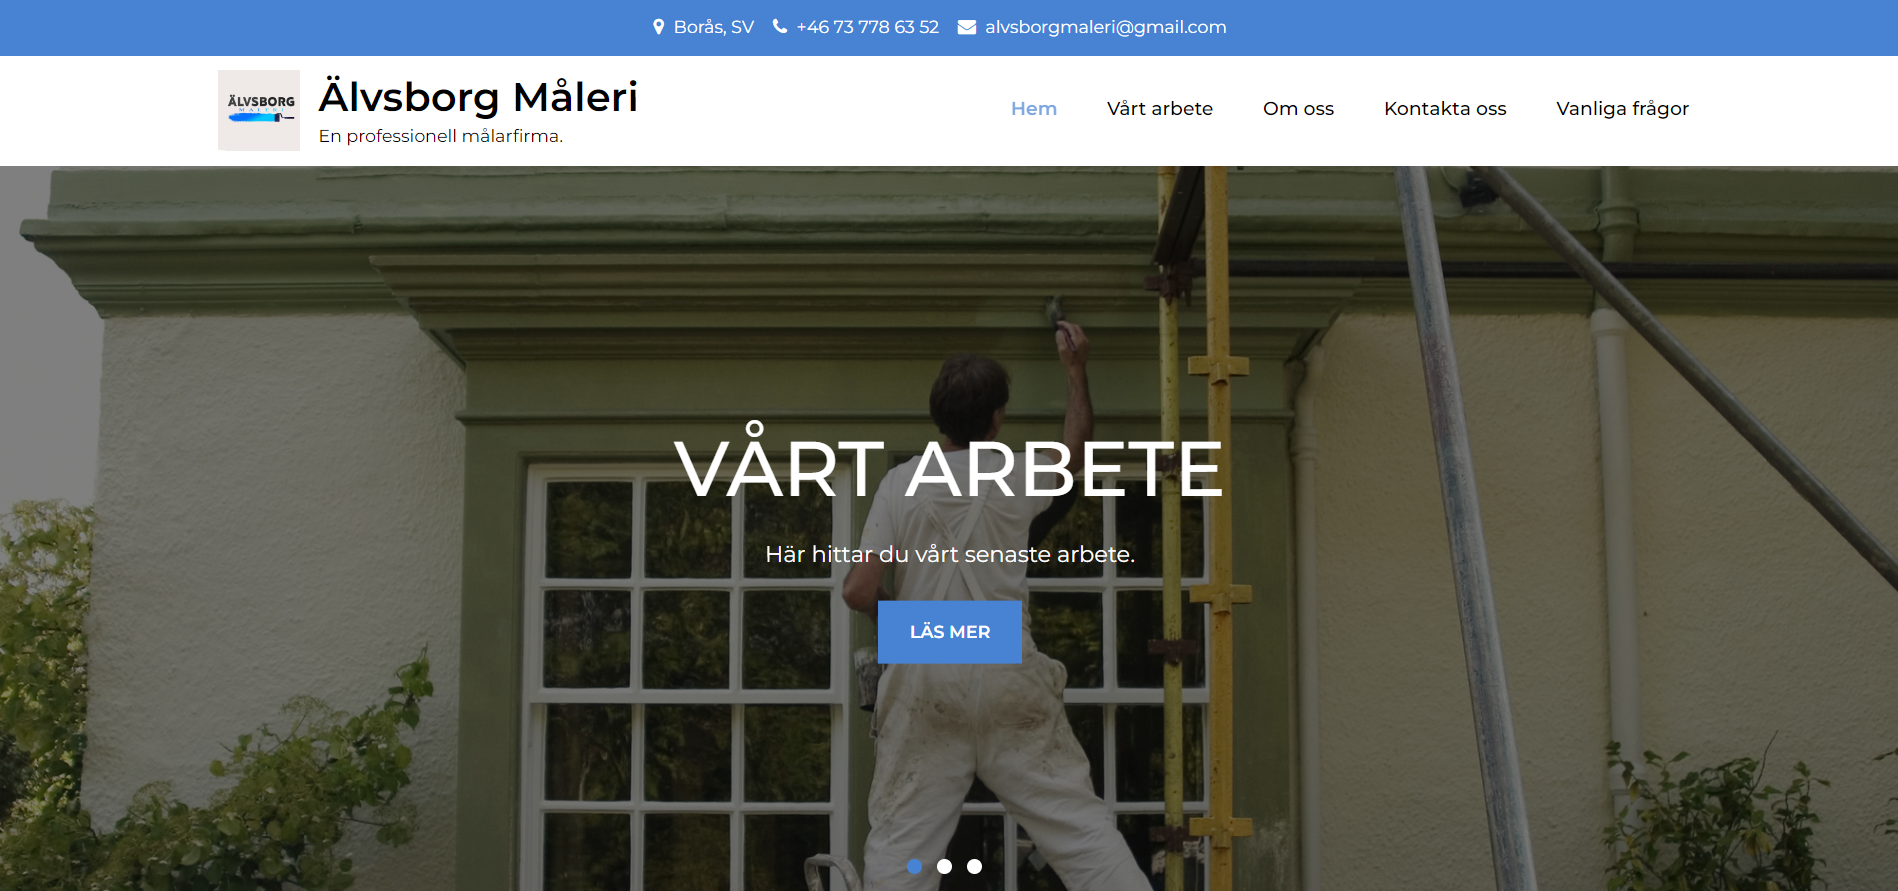 Borås, SV +46 73 778 63 52 alvsborgmaleri@gmail.com
ÄLVSBORG
MÅLERI
Älvsborg Måleri
En professionell målarfirma.
Hem Vårt arbete Om oss Kontakta oss Vanliga frågor
VÅRT ARBETE
Här hittar du vårt senaste arbete.
LÄS MER